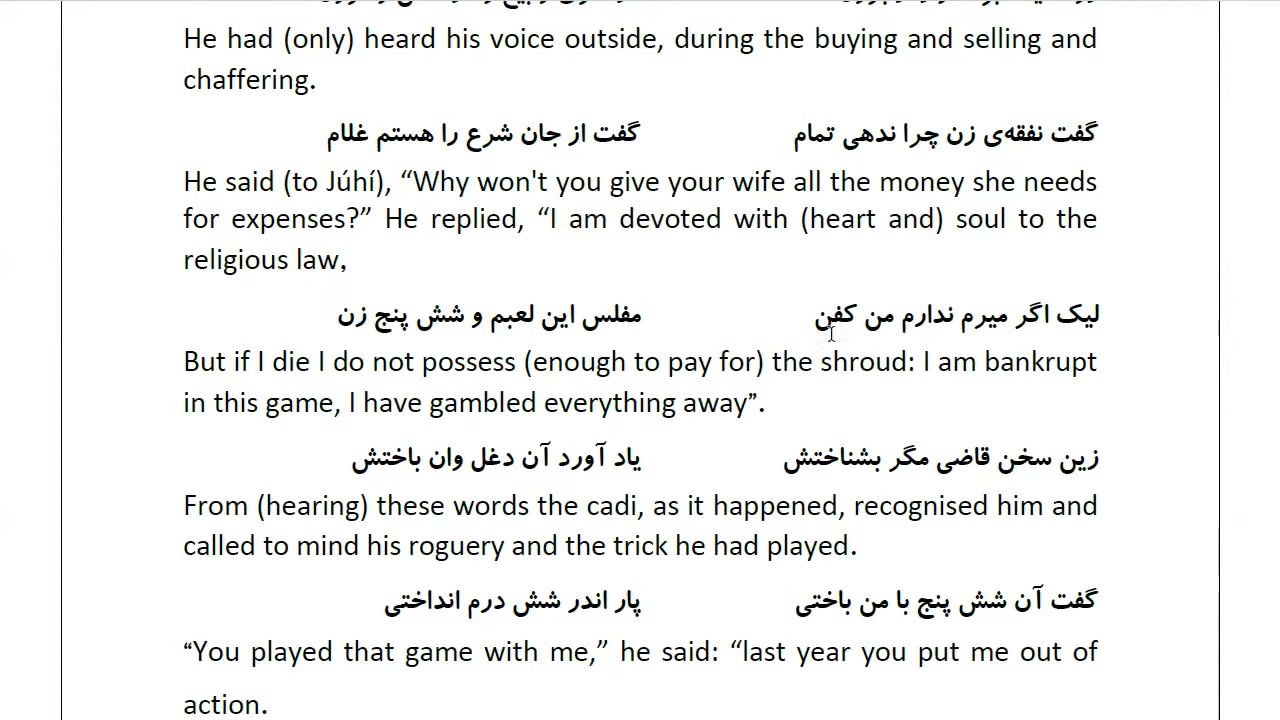 He had (only) heard his voice outside, during the buying and selling and
chaffering.
گفت نفقه‌ی زن چرا ندهی تمام گفت از جان شرع را هستم غلام
He said (to Júhí), “Why won't you give your wife all the money she needs
for expenses?” He replied, “I am devoted with (heart and) soul to the
religious law,
لیک اگر میرم ندارم من کفن مفلس این لعبم و شش پنج زن
But if I die I do not possess (enough to pay for) the shroud: I am bankrupt
in this game, I have gambled everything away”.
زین سخن قاضی مگر بشناختش یاد آورد آن دغل وان باختش
From (hearing) these words the cadi, as it happened, recognised him and
called to mind his roguery and the trick he had played.
گفت آن شش پنج با من باختی پار اندر شش درم انداختی
“You played that game with me,” he said: “last year you put me out of
action.